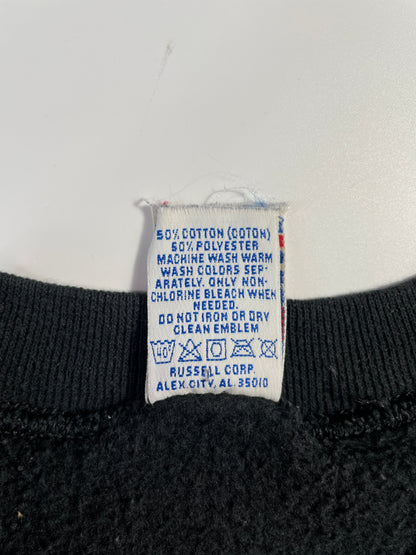 50% COTTON (COTON)
50% POLYESTER
MACHINE WASH WARM
WASH COLORS SEP-
ARATELY. ONLY NON-
CHLORINE BLEACH WHEN
NEEDED.
DO NOT IRON OR DRY
CLEAN EMBLEM
40
RUSSELL CORP.
ALEX CITY, AL. 35010